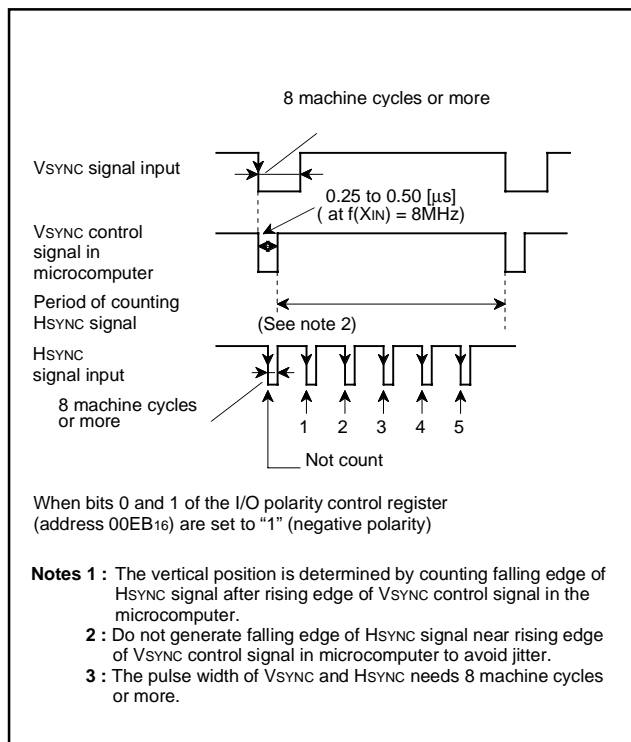 8 machine cycles or more
VSYNC signal input
0.25 to 0.50 [μs]
( at f(XIN) = 8MHz)
VSYNC control
signal in
microcomputer
Period of counting
HSYNC signal
(See note 2)
HSYNC
signal input
8 machine cycles
or more
1 2 3 4 5
Not count
When bits 0 and 1 of the I/O polarity control register
(address 00EB16) are set to “1” (negative polarity)
Notes 1 : The vertical position is determined by counting falling edge of
HSYNC signal after rising edge of VSYNC control signal in the
microcomputer.
2 : Do not generate falling edge of HSYNC signal near rising edge
of VSYNC control signal in microcomputer to avoid jitter.
3 : The pulse width of VSYNC and HSYNC needs 8 machine cycles
or more.